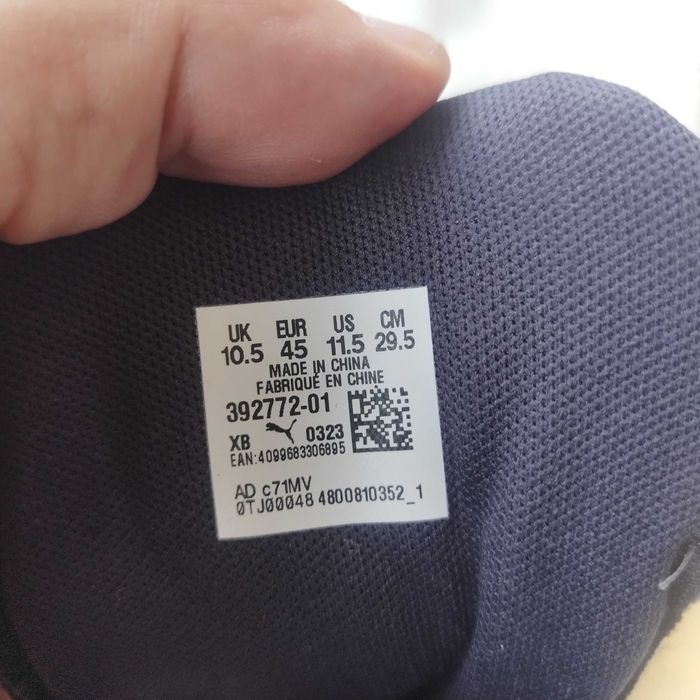 UK EUR US CM
10.5 45 11.5 29.5
MADE IN CHINA
FABRIQUÉ EN CHINE
392772-01
XB 0323
EAN:4099683306895
AD c71MV
0TJ00048 4800810352_1